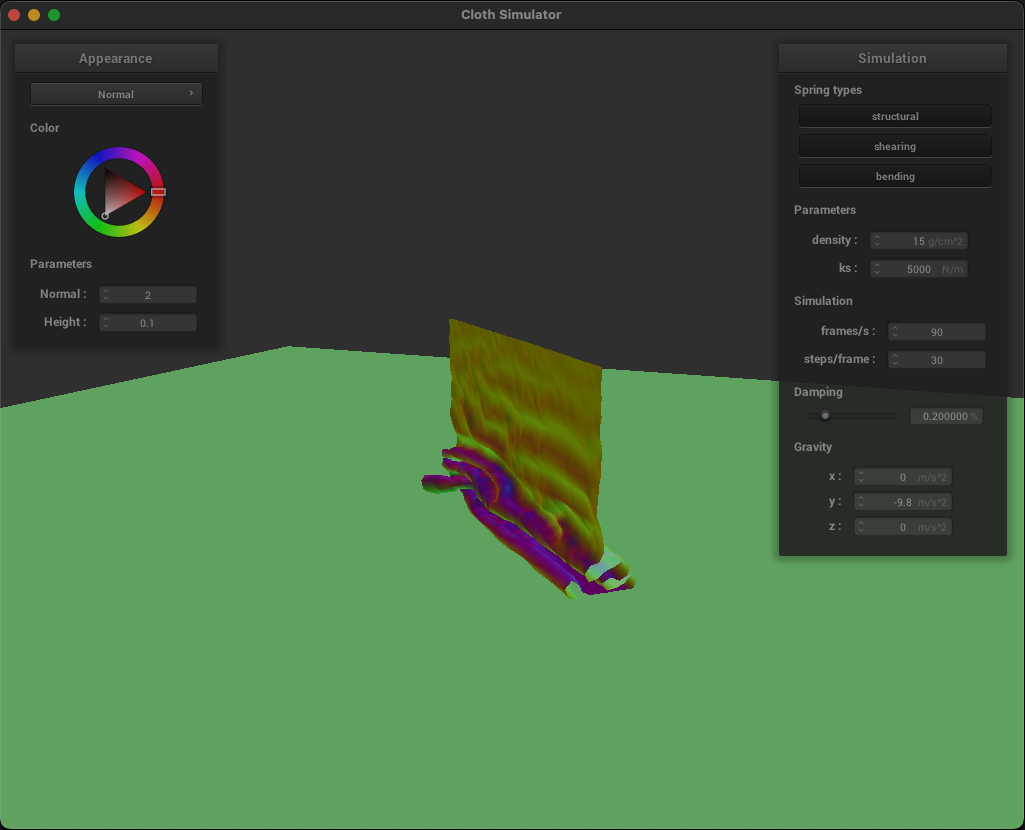 Cloth Simulator
Appearance
Normal
Color
Parameters
Normal : 2
Height : 0.1
Simulation
Spring types
structural
shearing
bending
Parameters
density : 15 g/cm^2
ks : 5000 N/m
Simulation
frames/s : 90
steps/frame : 30
Damping
0.200000 %
Gravity
x : 0 m/s^2
y : -9.8 m/s^2
z : 0 m/s^2